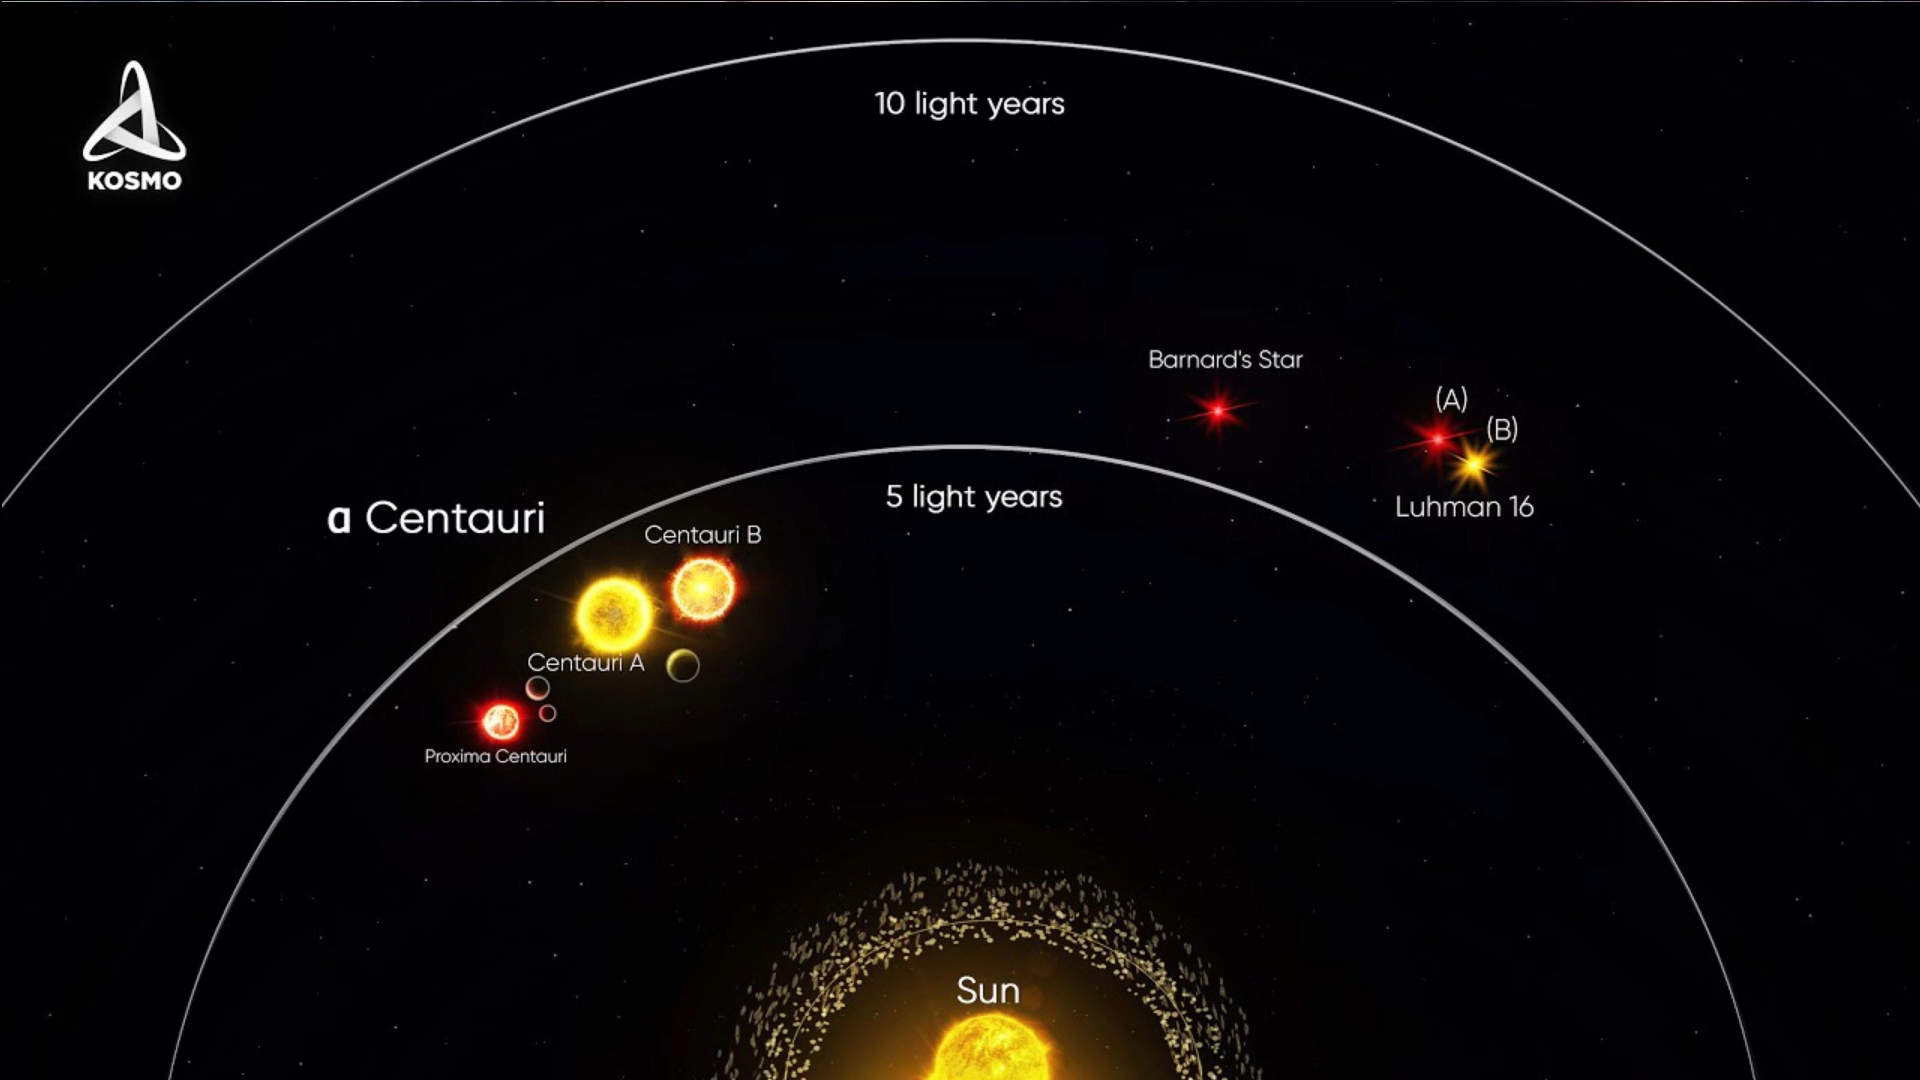 KOSMO
10 light years
Barnard's Star
(A)
(B)
Luhman 16
5 light years
α Centauri
Centauri B
Centauri A
Proxima Centauri
Sun